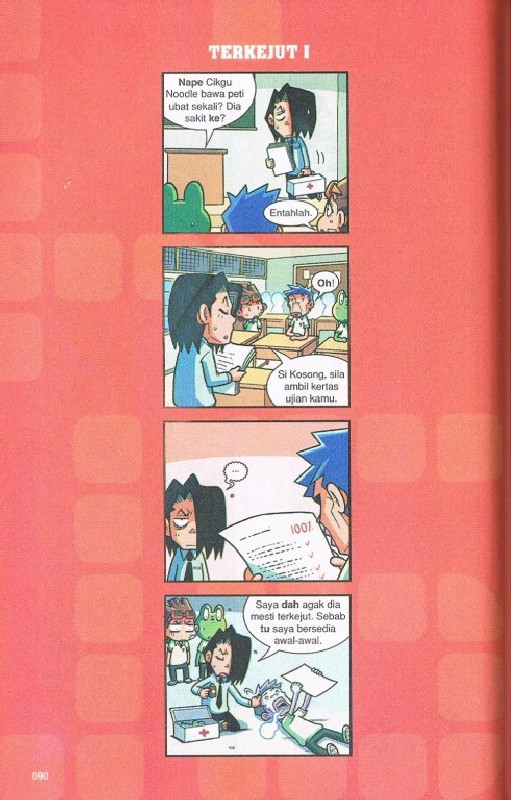 TERKEJUT I
Nape Cikgu
Noodle bawa peti
ubat sekali? Dia
sakit ke?
Entahlah.
Oh!
Si Kosong, sila
ambil kertas
ujian kamu.
...
100%
Saya dah agak dia
mesti terkejut. Sebab
tu saya bersedia
awal-awal.
090